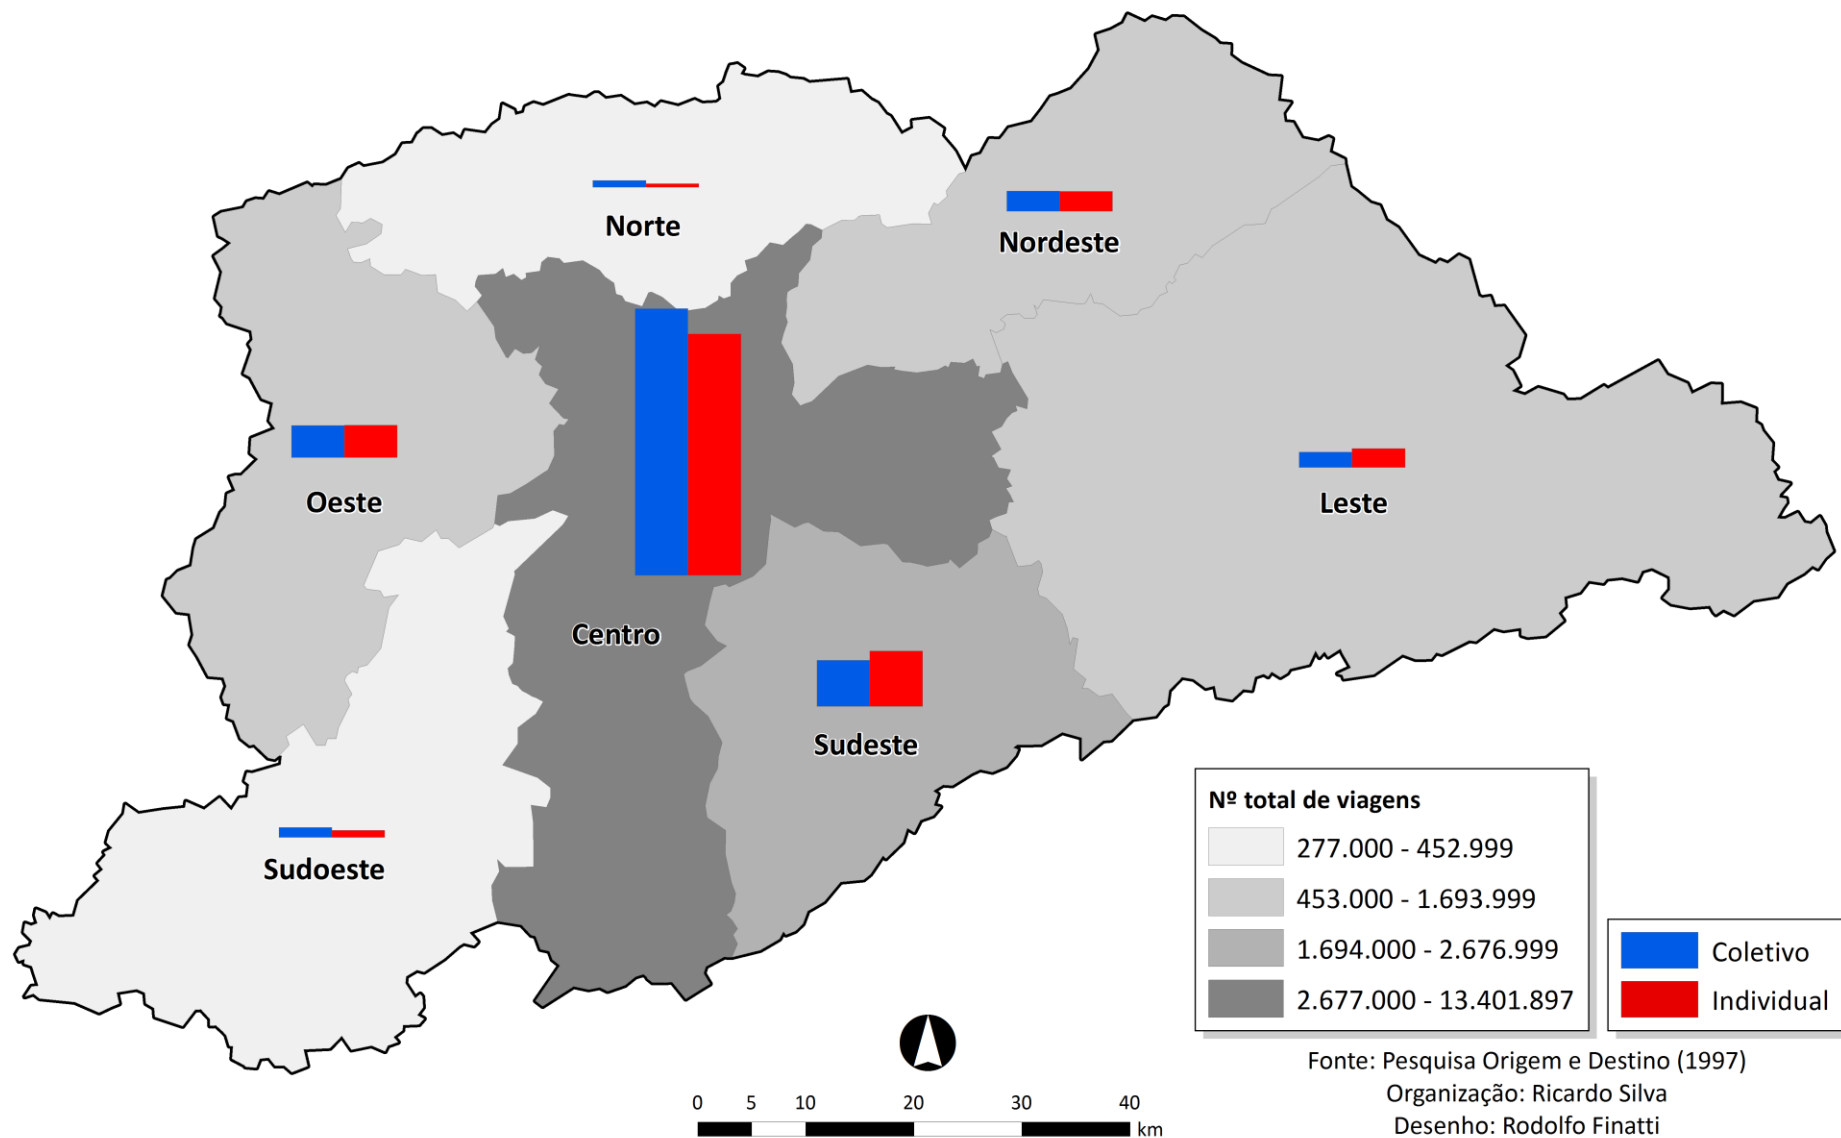 Norte
Nordeste
Oeste
Leste
Centro
Sudeste
Sudoeste
Nº total de viagens
277.000 - 452.999
453.000 - 1.693.999
1.694.000 - 2.676.999
2.677.000 - 13.401.897
Coletivo
Individual
Fonte: Pesquisa Origem e Destino (1997)
Organização: Ricardo Silva
Desenho: Rodolfo Finatti
0 5 10 20 30 40
km